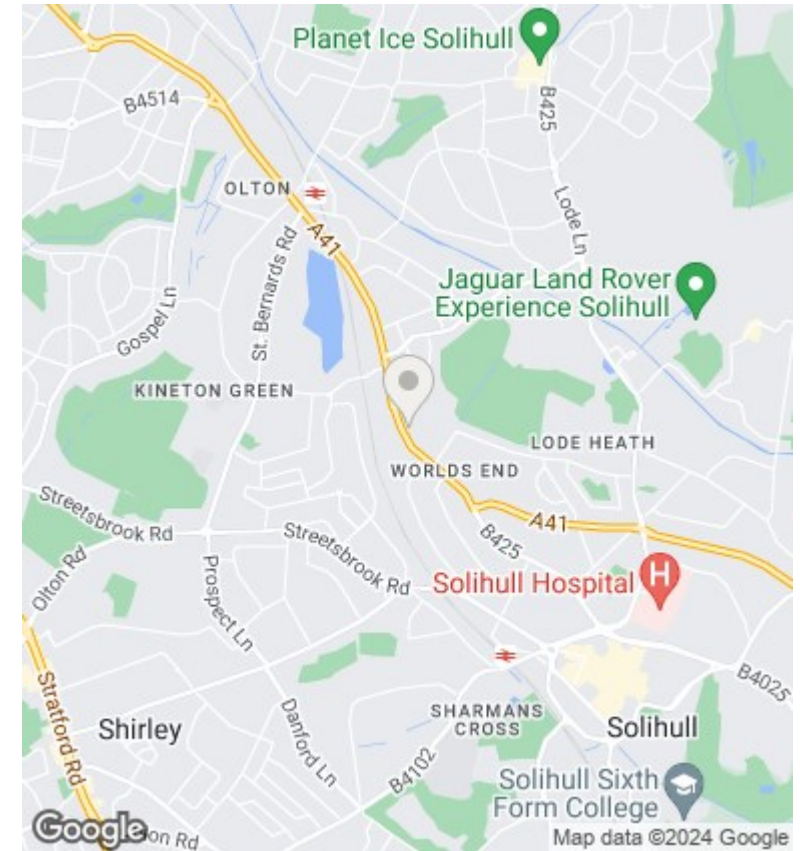 Planet Ice Solihull
B4514
B425
OLTON
A41
Lode Ln
St. Bernards Rd
Jaguar Land Rover
Experience Solihull
Gospel Ln
KINETON GREEN
LODE HEATH
WORLDS END
Streetsbrook Rd
A41
B425
Streetsbrook Rd
Olton Rd
Prospect Ln
Solihull Hospital
H
B4025
Stratford Rd
SHARMANS
CROSS
Shirley
Danford Ln
Solihull
B4102
Solihull Sixth
Form College
Google
Rd
Map data ©2024 Google